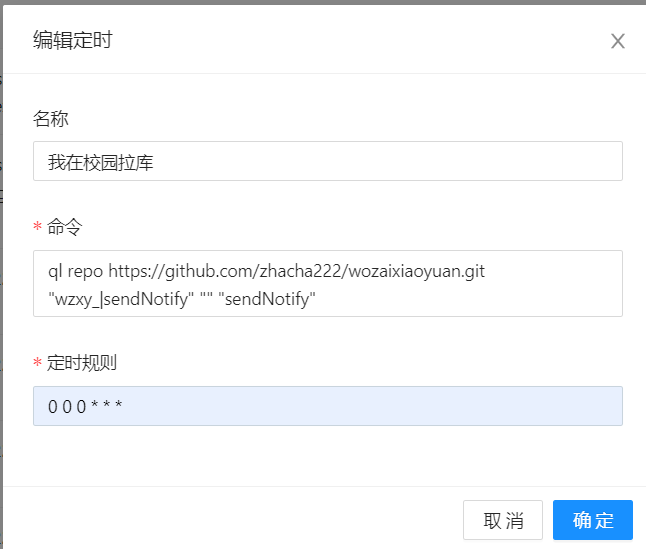 编辑定时
名称
我在校园拉库
* 命令
ql repo https://github.com/zhacha222/wozaixiaoyuan.git
"wzxy_|sendNotify" "" "sendNotify"
* 定时规则
0 0 0 * * *
取 消
确 定